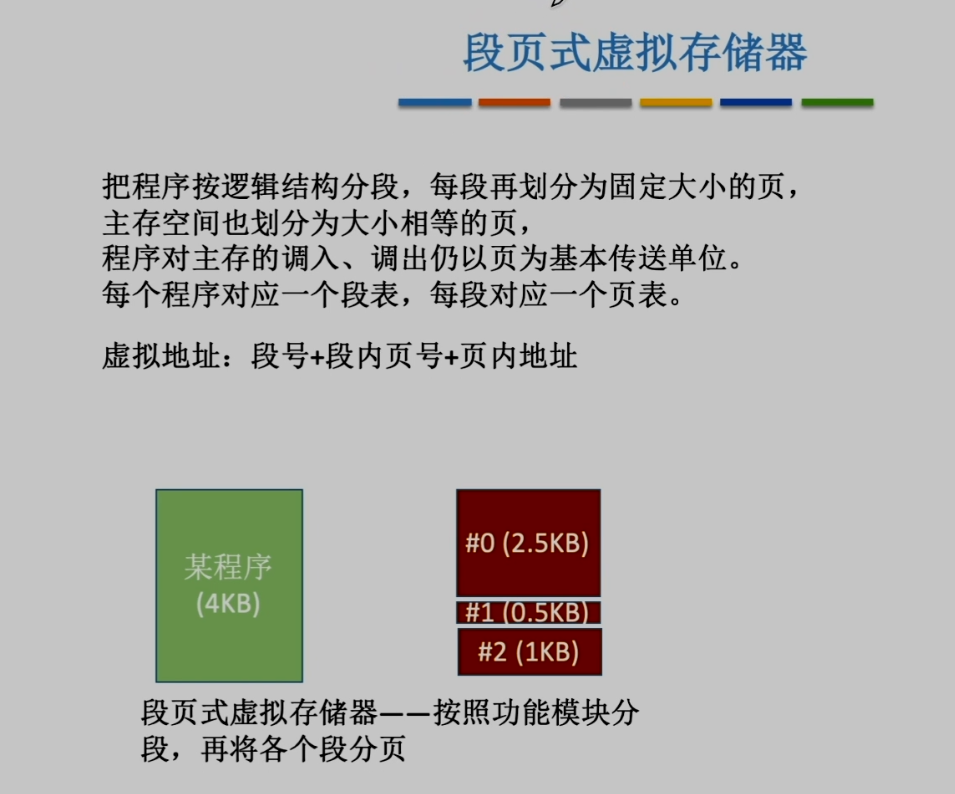 段页式虚拟存储器
把程序按逻辑结构分段，每段再划分为固定大小的页，
主存空间也划分为大小相等的页，
程序对主存的调入、调出仍以页为基本传送单位。
每个程序对应一个段表，每段对应一个页表。
虚拟地址：段号+段内页号+页内地址
某程序
(4KB)
#0 (2.5KB)
#1 (0.5KB)
#2 (1KB)
段页式虚拟存储器——按照功能模块分
段，再将各个段分页